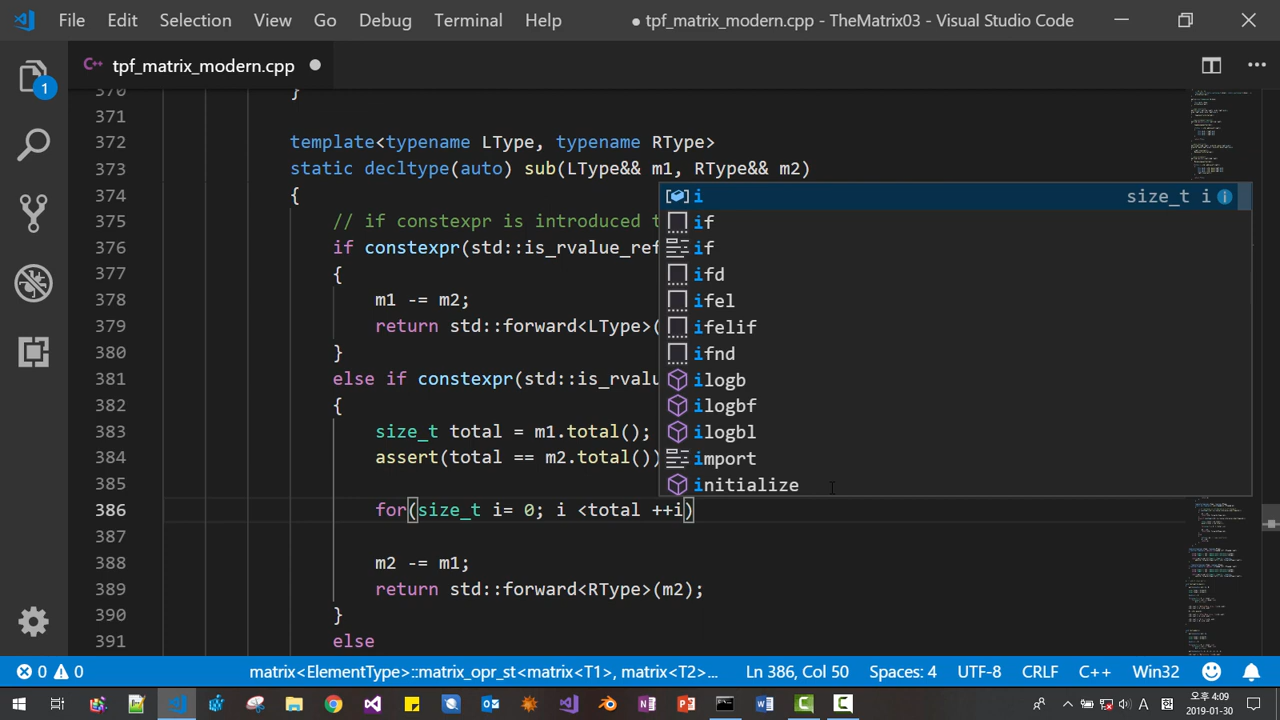 File Edit Selection View Go Debug Terminal Help ● tpf_matrix_modern.cpp - TheMatrix03 - Visual Studio Code
1
tpf_matrix_modern.cpp
370 }
371
372 template<typename LType, typename RType>
373 static decltype(auto) sub(LType&& m1, RType&& m2)
374 {
375 // if constexpr is introduced
376 if constexpr(std::is_rvalue_ref
377 {
378 m1 -= m2;
379 return std::forward<LType>(
380 }
381 else if constexpr(std::is_rvalu
382 {
383 size_t total = m1.total();
384 assert(total == m2.total())
385
386 for(size_t i= 0; i <total ++i)
387
388 m2 -= m1;
389 return std::forward<RType>(m2);
390 }
391 else
i size_t i
if
if
ifd
ifel
ifelif
ifnd
ilogb
ilogbf
ilogbl
import
initialize
0 0 matrix<ElementType>::matrix_opr_st<matrix<T1>, matrix<T2>... Ln 386, Col 50 Spaces: 4 UTF-8 CRLF C++ Win32
A 오후 4:09
2019-01-30